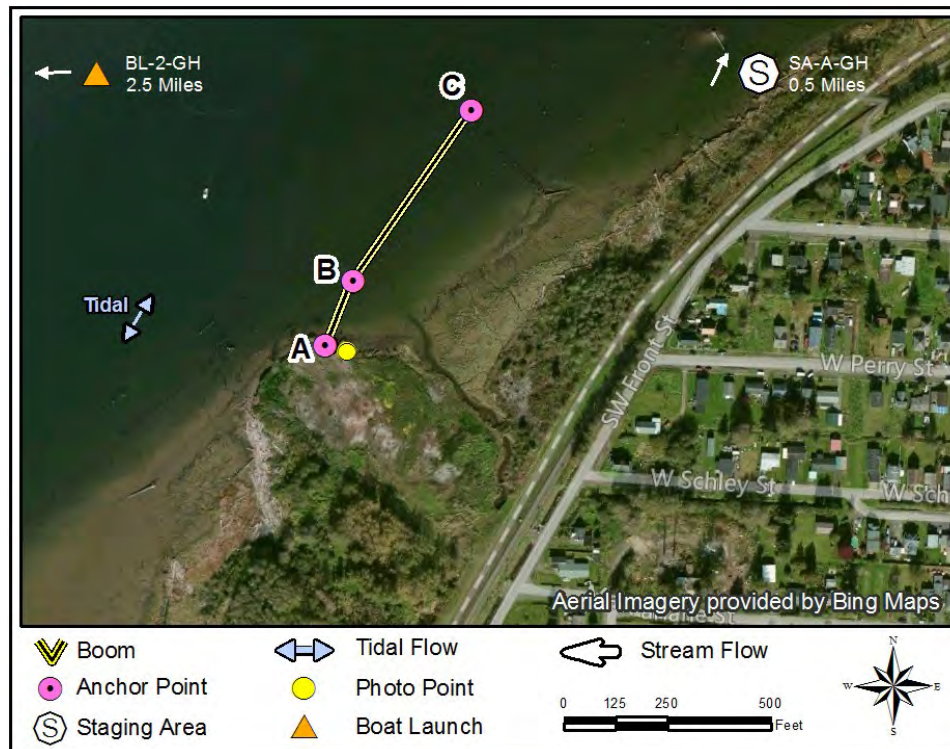 BL-2-GH
2.5 Miles
C
S
SA-A-GH
0.5 Miles
B
Tidal
A
SW Front St
W Perry St
W Schley St
W Sch
Aerial Imagery provided by Bing Maps
Boom
Tidal Flow
Stream Flow
Anchor Point
Photo Point
S
Staging Area
Boat Launch
0 125 250 500
Feet
N
W
E
S